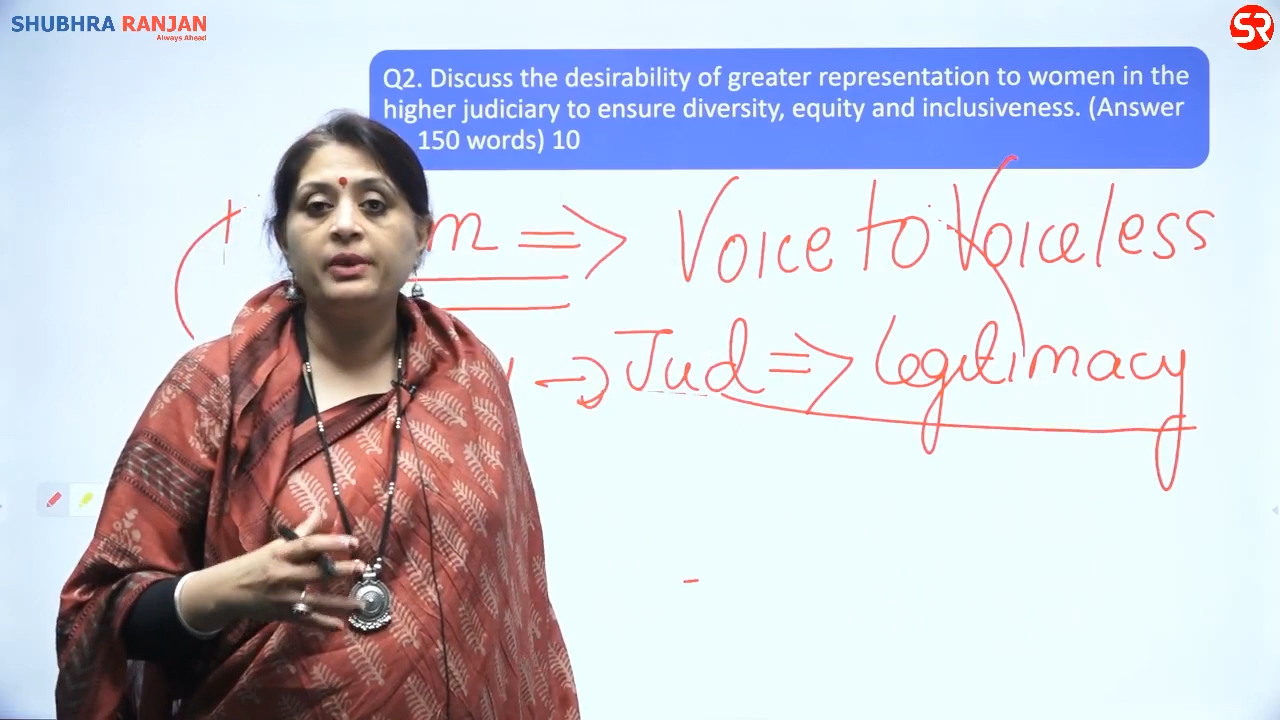 SHUBHRA RANJAN
Always Ahead
SR
Q2. Discuss the desirability of greater representation to women in the
higher judiciary to ensure diversity, equity and inclusiveness. (Answer
150 words) 10
m => Voice to Voiceless
→ Jud => Legitimacy